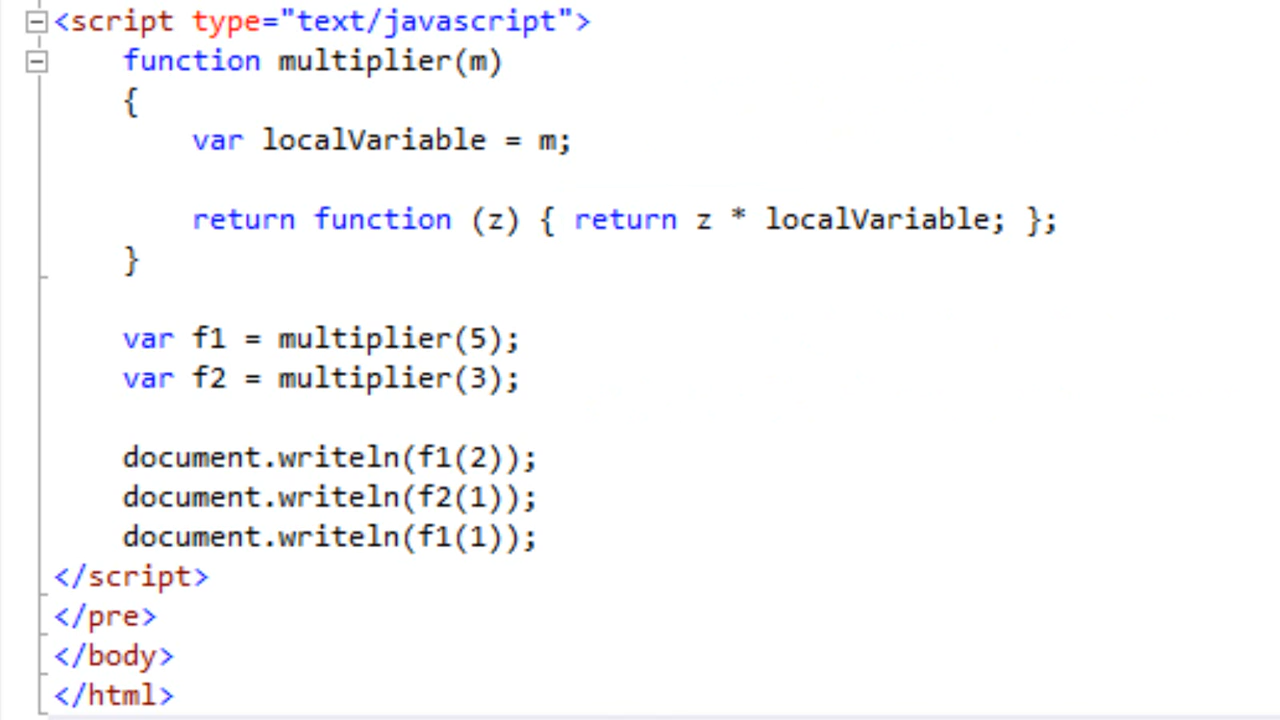 <script type="text/javascript">
function multiplier(m)
{
var localVariable = m;
return function (z) { return z * localVariable; };
}
var f1 = multiplier(5);
var f2 = multiplier(3);
document.writeln(f1(2));
document.writeln(f2(1));
document.writeln(f1(1));
</script>
</pre>
</body>
</html>